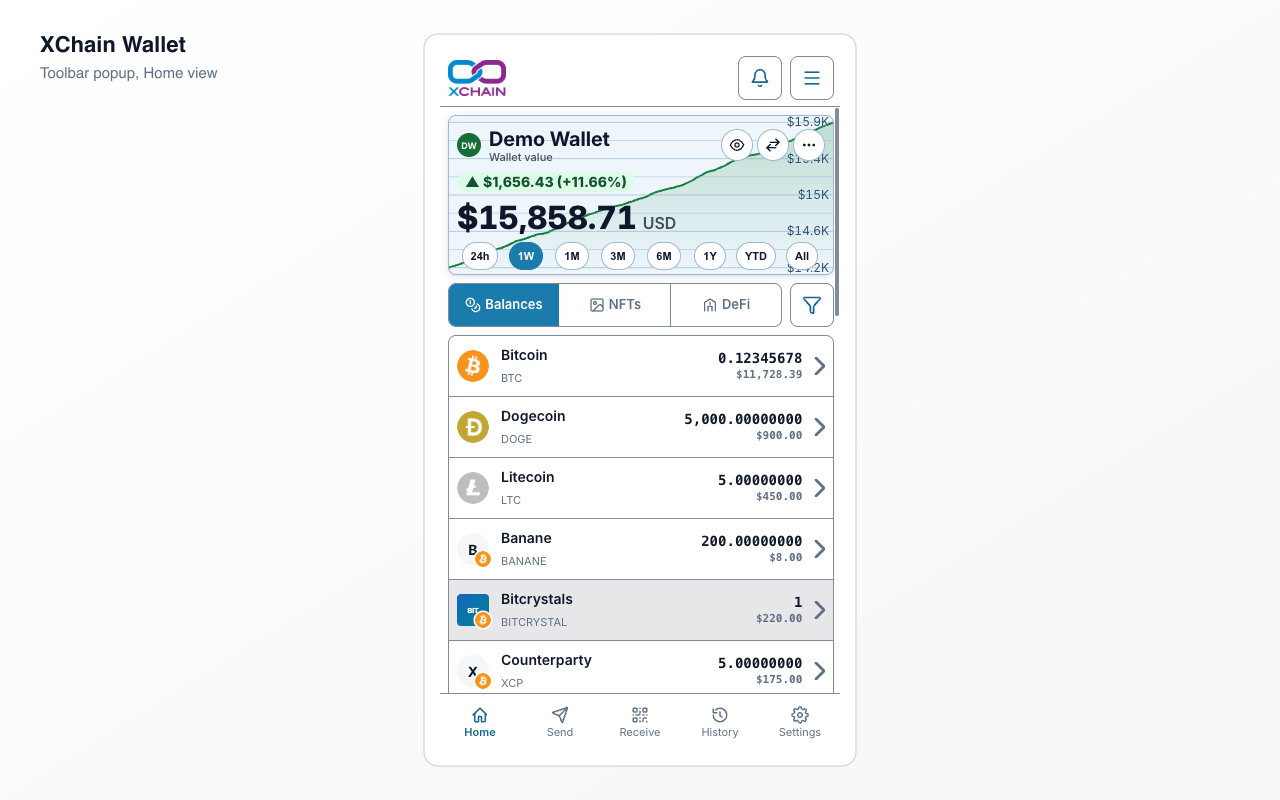 XChain Wallet
Toolbar popup, Home view
XCHAIN
$15.9K
DW
Demo Wallet
Wallet value
▲ $1,656.43 (+11.66%)
$15K
$15,858.71 USD
$14.6K
24h
1W
1M
3M
6M
1Y
YTD
All
Balances
NFTs
DeFi
Bitcoin
BTC
0.12345678
$11,728.39
Dogecoin
DOGE
5,000.00000000
$900.00
Litecoin
LTC
5.00000000
$450.00
B
Banane
BANANE
200.00000000
$8.00
BIT
Bitcrystals
BITCRYSTAL
1
$220.00
X
Counterparty
XCP
5.00000000
$175.00
Home
Send
Receive
History
Settings